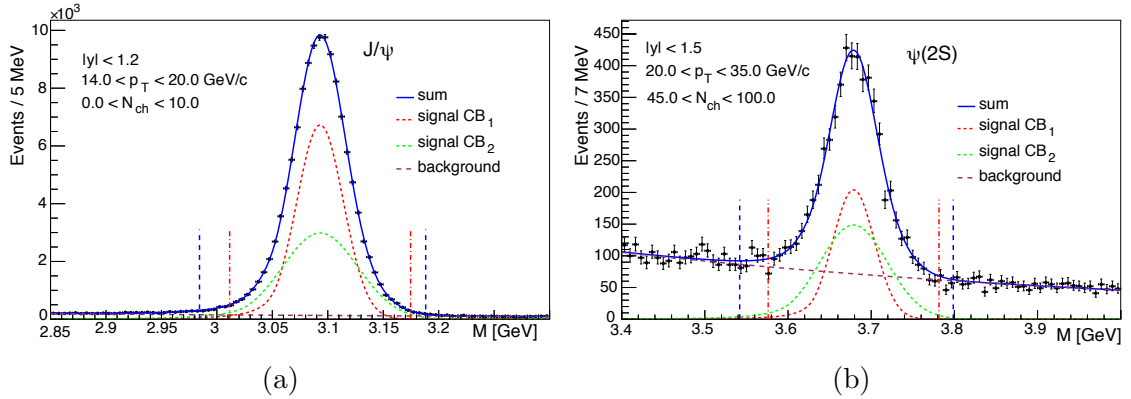 ×10³
10
8
6
4
2
0
Events / 5 MeV
|y| < 1.2
14.0 < p_T < 20.0 GeV/c
0.0 < N_ch < 10.0
J/ψ
sum
signal CB₁
signal CB₂
background
2.85 2.9 2.95 3 3.05 3.1 3.15 3.2
M [GeV]
(a)
450
400
350
300
250
200
150
100
50
0
Events / 7 MeV
|y| < 1.5
20.0 < p_T < 35.0 GeV/c
45.0 < N_ch < 100.0
ψ(2S)
sum
signal CB₁
signal CB₂
background
3.4 3.5 3.6 3.7 3.8 3.9
M [GeV]
(b)